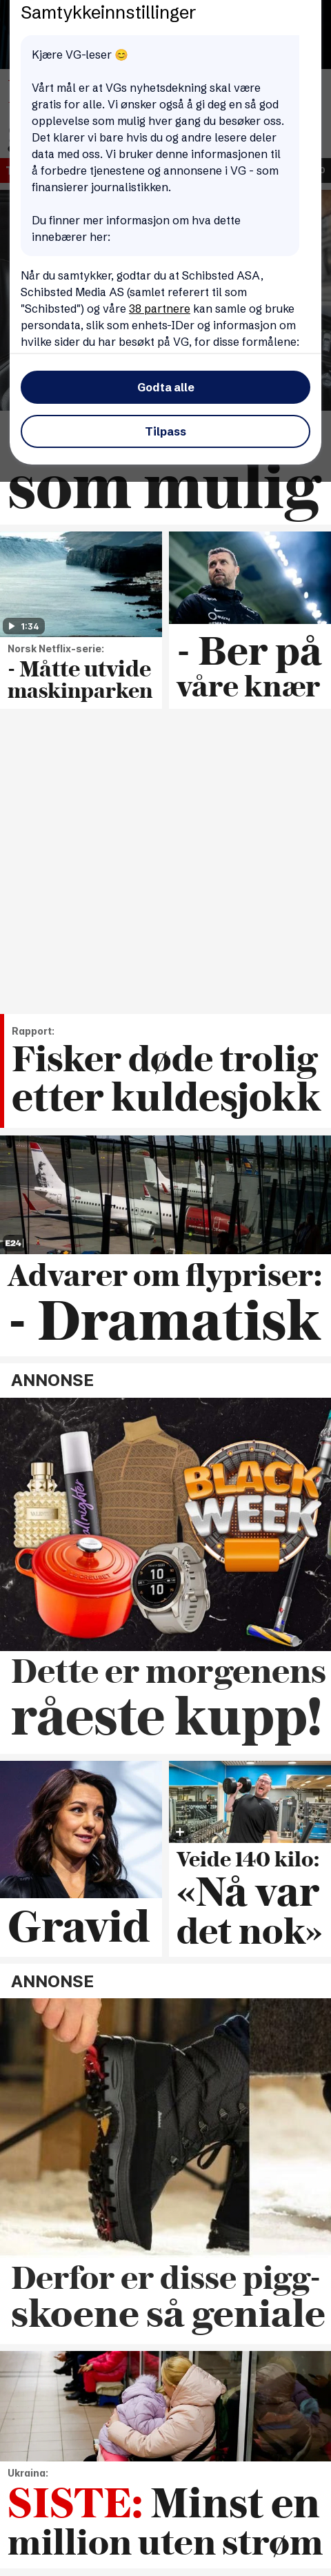 Samtykkeinnstillinger
Kjære VG-leser 😊
Vårt mål er at VGs nyhetsdekning skal være
gratis for alle. Vi ønsker også å gi deg en så god
opplevelse som mulig hver gang du besøker oss.
Det klarer vi bare hvis du og andre lesere deler
data med oss. Vi bruker denne informasjonen til
å forbedre tjenestene og annonsene i VG - som
finansierer journalistikken.
Du finner mer informasjon om hva dette
innebærer her:
Når du samtykker, godtar du at Schibsted ASA,
Schibsted Media AS (samlet referert til som
"Schibsted") og våre 38 partnere kan samle og bruke
persondata, slik som enhets-IDer og informasjon om
hvilke sider du har besøkt på VG, for disse formålene:
Godta alle
Tilpass
som mulig
1:34
Norsk Netflix-serie:
- Måtte utvide
maskinparken
- Ber på
våre knær
Rapport:
Fisker døde trolig
etter kuldesjokk
E24
Advarer om flypriser:
- Dramatisk
ANNONSE
BLACK
WEEK
Dette er morgenens
råeste kupp!
Gravid
Veide 140 kilo:
«Nå var
det nok»
ANNONSE
Derfor er disse pigg-
skoene så geniale
Ukraina:
SISTE: Minst en
million uten strøm